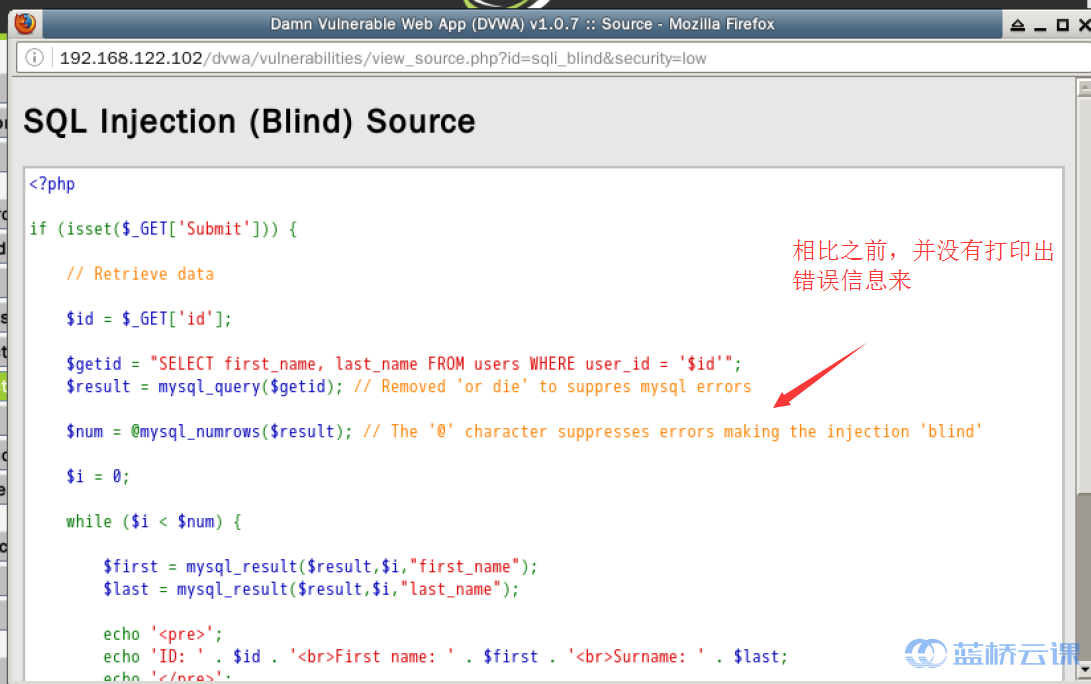 Damn Vulnerable Web App (DVWA) v1.0.7 :: Source - Mozilla Firefox
192.168.122.102/dvwa/vulnerabilities/view_source.php?id=sqli_blind&security=low
SQL Injection (Blind) Source
<?php
if (isset($_GET['Submit'])) {
相比之前，并没有打印出
错误信息来
// Retrieve data
$id = $_GET['id'];
$getid = "SELECT first_name, last_name FROM users WHERE user_id = '$id'";
$result = mysql_query($getid); // Removed 'or die' to suppres mysql errors
$num = @mysql_numrows($result); // The '@' character suppresses errors making the injection 'blind'
$i = 0;
while ($i < $num) {
$first = mysql_result($result,$i,"first_name");
$last = mysql_result($result,$i,"last_name");
echo '<pre>';
echo 'ID: ' . $id . '<br>First name: ' . $first . '<br>Surname: ' . $last;
echo '</pre>';
蓝桥云课